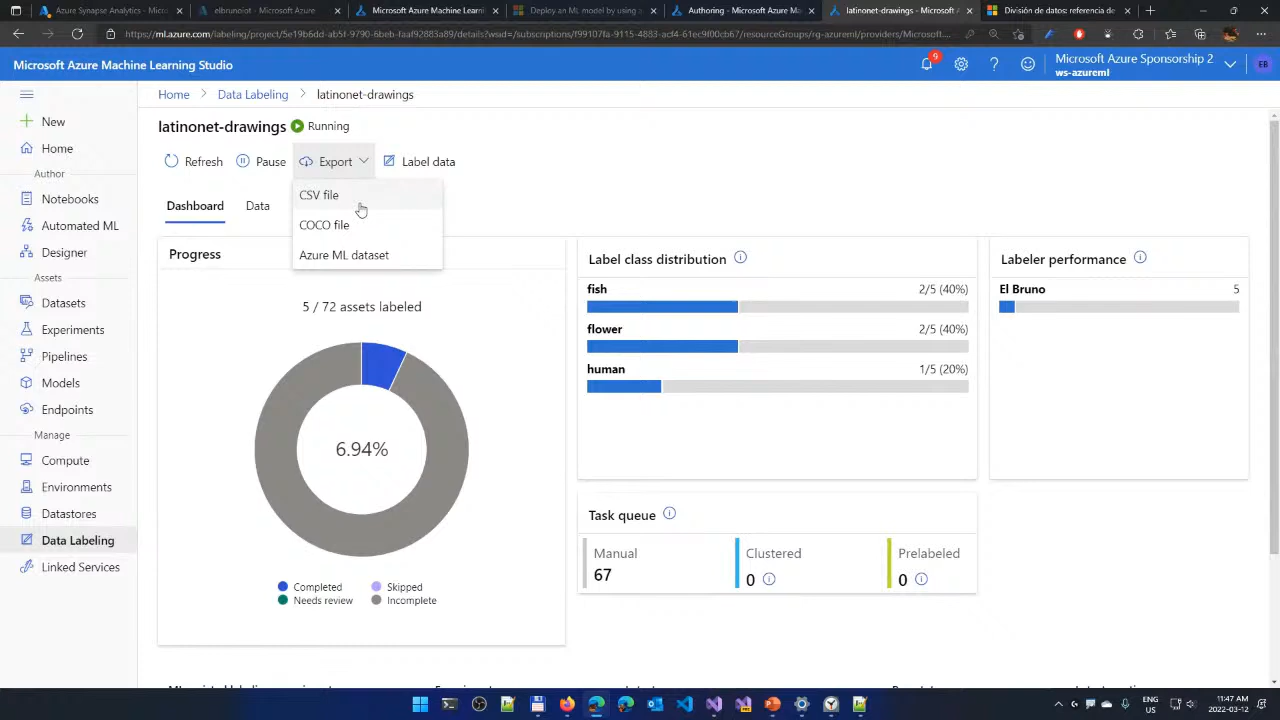 Azure Synapse Analytics - Micros
elbruneiot - Microsoft Azure
Microsoft Azure Machine Learnin
Deploy an ML model by using a
Authoring - Microsoft Azure Ma
latinonet-drawings - Microsoft A
División de datos: referencia de
https://ml.azure.com/labeling/project/5e19b6dd-ab5f-9790-6beb-faaf92883a89/details?wsid=/subscriptions/f99107fa-9115-4883-acf4-61ec9f00cb67/resourceGroups/rg-azureml/providers/Microsoft....
Microsoft Azure Machine Learning Studio
9
Microsoft Azure Sponsorship 2
ws-azureml
EB
Home
Data Labeling
latinonet-drawings
New
Home
Author
Notebooks
Automated ML
Designer
Assets
Datasets
Experiments
Pipelines
Models
Endpoints
Manage
Compute
Environments
Datastores
Data Labeling
Linked Services
latinonet-drawings Running
Refresh Pause Export Label data
CSV file
COCO file
Azure ML dataset
Dashboard Data
Progress
5 / 72 assets labeled
6.94%
Completed Skipped
Needs review Incomplete
Label class distribution
fish 2/5 (40%)
flower 2/5 (40%)
human 1/5 (20%)
Labeler performance
El Bruno 5
Task queue
Manual
67
Clustered
0
Prelabeled
0
ENG
US
11:47 AM
2022-03-12